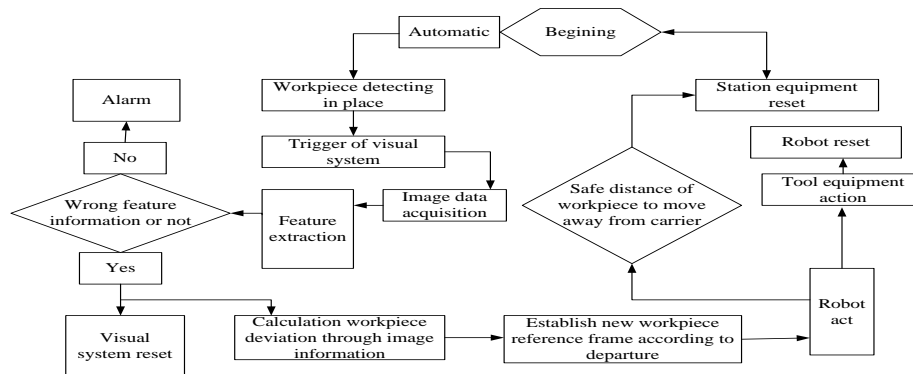 Automatic
Begining
Workpiece detecting
in place
Station equipment
reset
Alarm
Trigger of visual
system
Robot reset
No
Tool equipment
action
Image data
acquisition
Safe distance of
workpiece to move
away from carrier
Wrong feature
information or not
Feature
extraction
Yes
Visual
system reset
Calculation workpiece
deviation through image
information
Establish new workpiece
reference frame according to
departure
Robot
act